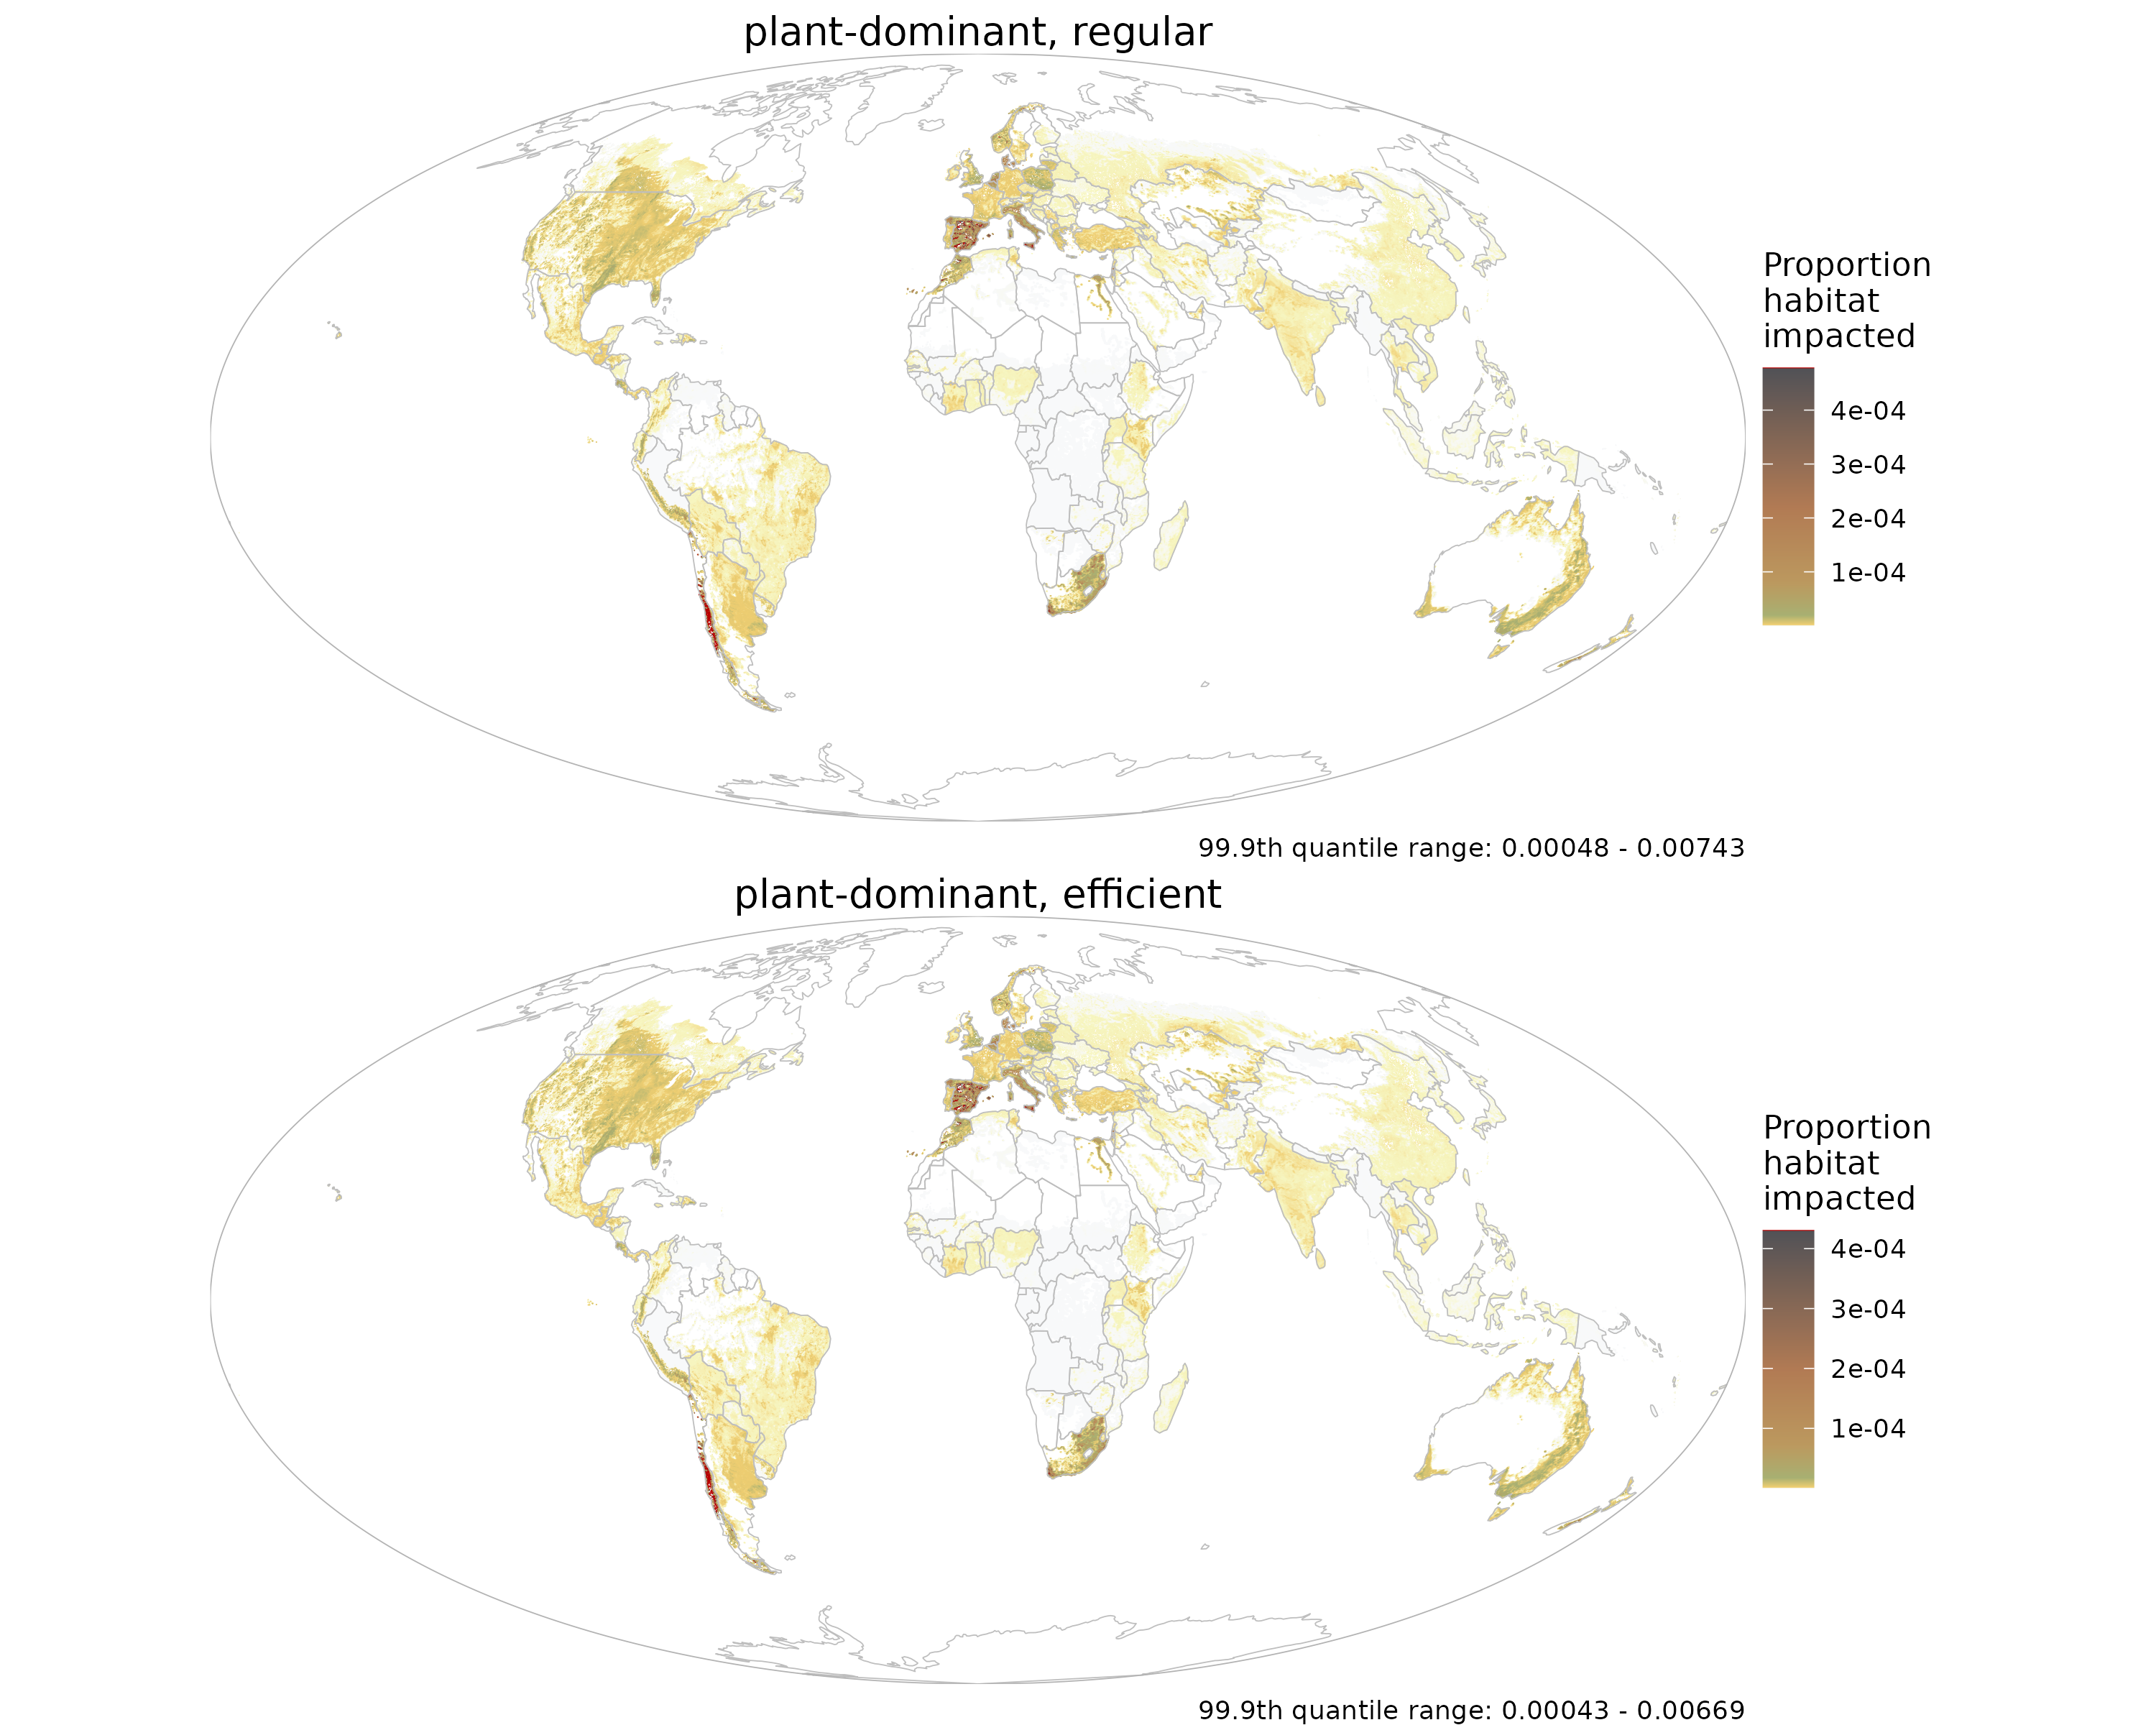 plant-dominant, regular
Proportion
habitat
impacted
4e-04
3e-04
2e-04
1e-04
99.9th quantile range: 0.00048 - 0.00743
plant-dominant, efficient
Proportion
habitat
impacted
4e-04
3e-04
2e-04
1e-04
99.9th quantile range: 0.00043 - 0.00669